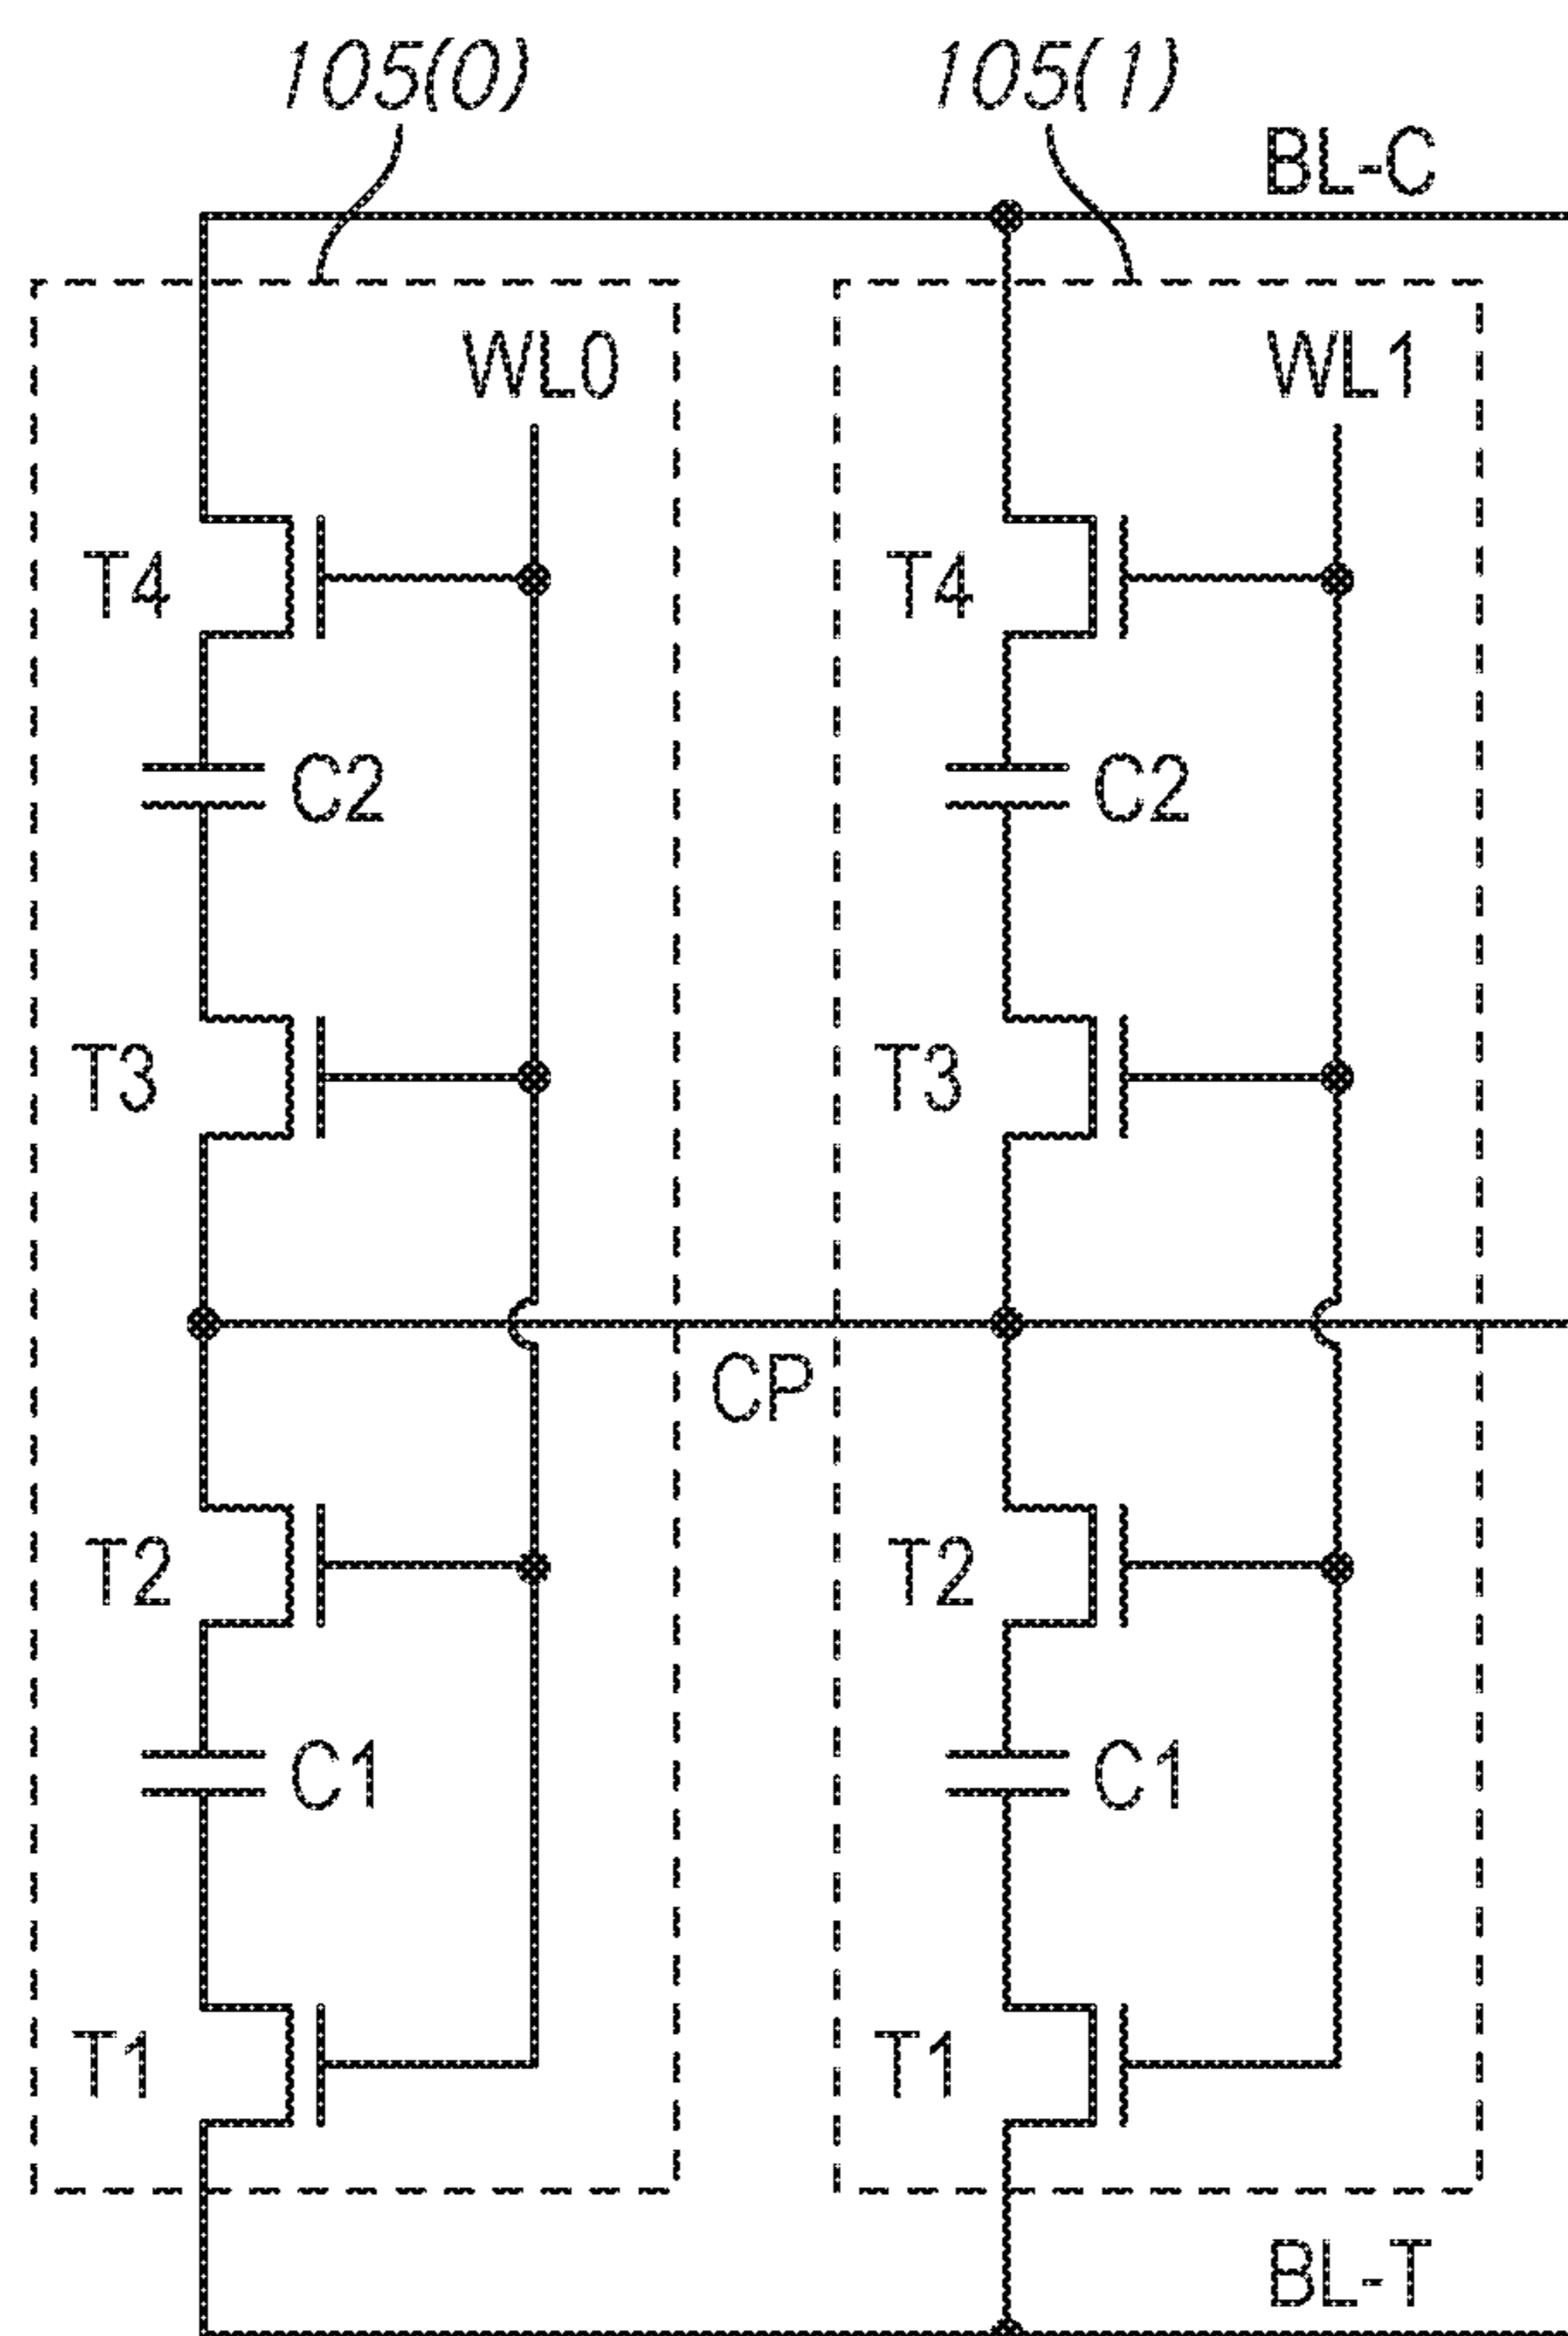 105(0) 105(1)
BL-C
WL0 WL1
T4 T4
C2 C2
T3 T3
CP
T2 T2
C1 C1
T1 T1
BL-T